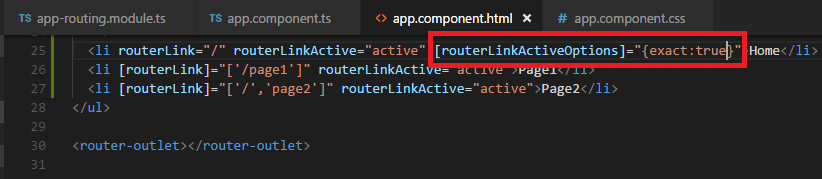 TS app-routing.module.ts TS app.component.ts <> app.component.html × # app.component.css
25 <li routerLink="/" routerLinkActive="active" [routerLinkActiveOptions]="{exact:true}">Home</li>
26 <li [routerLink]="['/page1']" routerLinkActive="active">Page1</li>
27 <li [routerLink]="['/','page2']" routerLinkActive="active">Page2</li>
28 </ul>
29
30 <router-outlet></router-outlet>
31